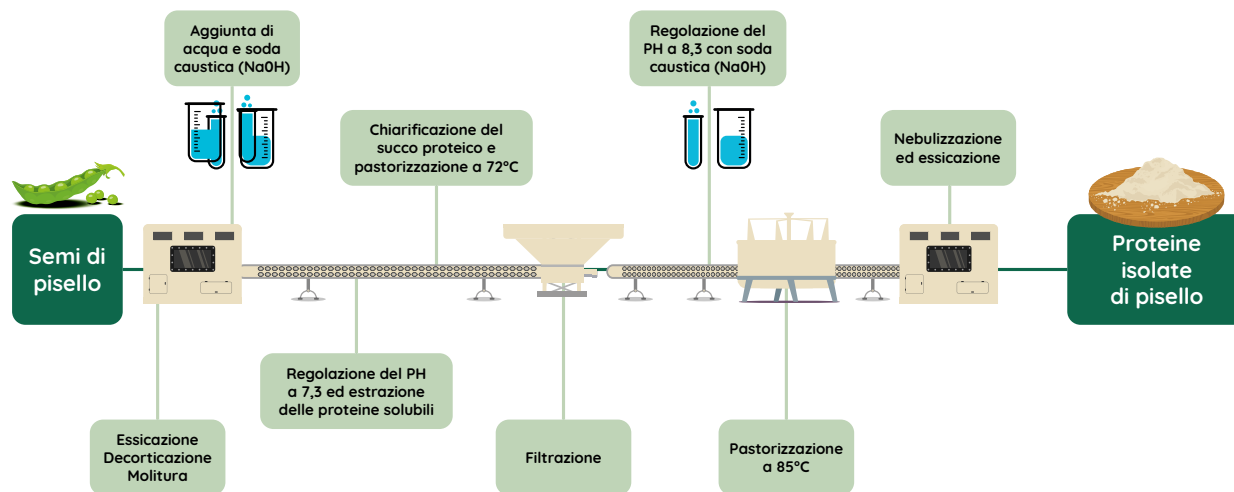 Semi di
pisello
Essicazione
Decorticazione
Molitura
Aggiunta di
acqua e soda
caustica (Na0H)
Regolazione del PH
a 7,3 ed estrazione
delle proteine solubili
Chiarificazione del
succo proteico e
pastorizzazione a 72°C
Filtrazione
Regolazione del
PH a 8,3 con soda
caustica (Na0H)
Pastorizzazione
a 85°C
Nebulizzazione
ed essicazione
Proteine
isolate
di pisello